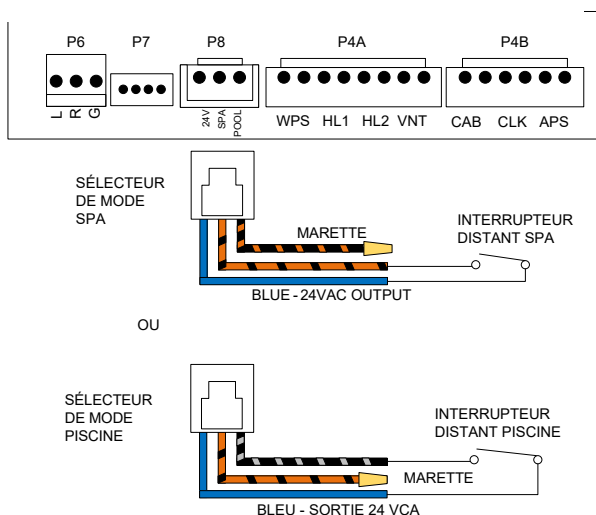 P6 P7 P8 P4A P4B
L R G 24V SPA POOL WPS HL1 HL2 VNT CAB CLK APS
SÉLECTEUR
DE MODE
SPA
MARETTE
INTERRUPTEUR
DISTANT SPA
BLUE - 24VAC OUTPUT
OU
SÉLECTEUR
DE MODE
PISCINE
INTERRUPTEUR
DISTANT PISCINE
MARETTE
BLEU - SORTIE 24 VCA